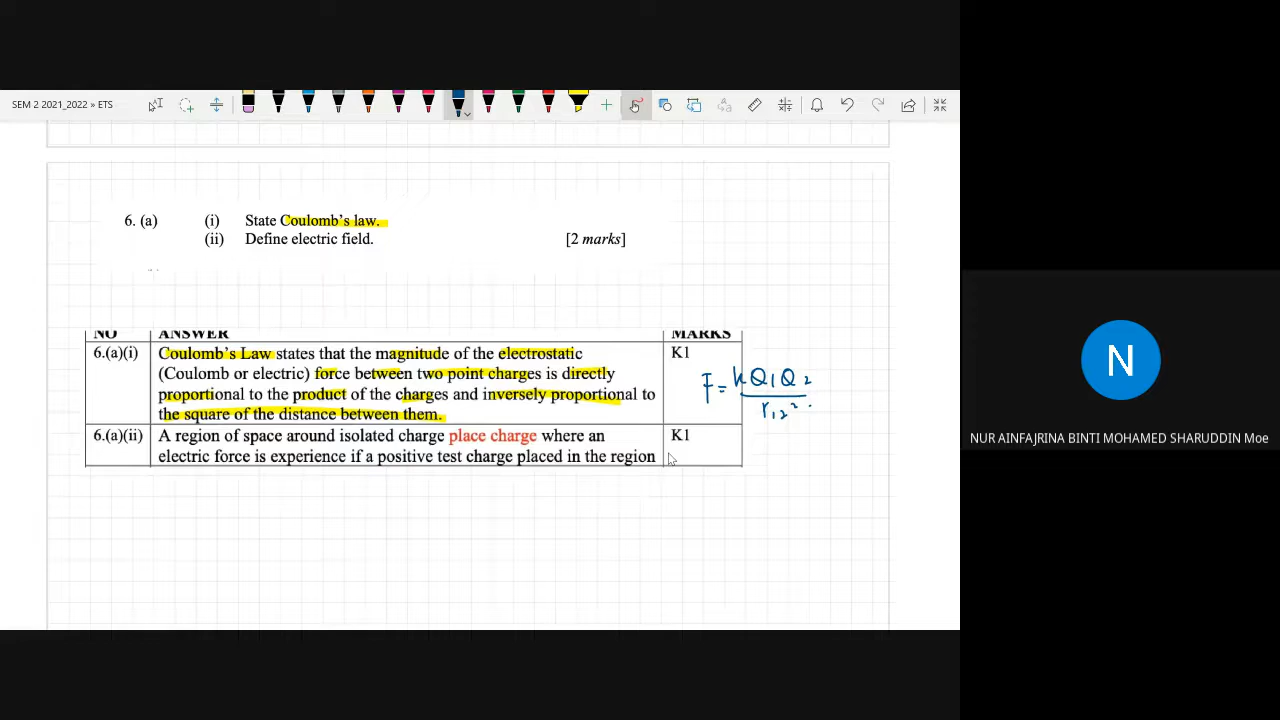 SEM 2 2021_2022 » ETS
6. (a) (i) State Coulomb's law.
(ii) Define electric field. [2 marks]
NO ANSWER MARKS
6.(a)(i) Coulomb's Law states that the magnitude of the electrostatic K1
(Coulomb or electric) force between two point charges is directly
proportional to the product of the charges and inversely proportional to
the square of the distance between them.
F = kQ₁Q₂
r₁₂²
6.(a)(ii) A region of space around isolated charge place charge where an K1
electric force is experience if a positive test charge placed in the region
N
NUR AINFAJRINA BINTI MOHAMED SHARUDDIN Moe